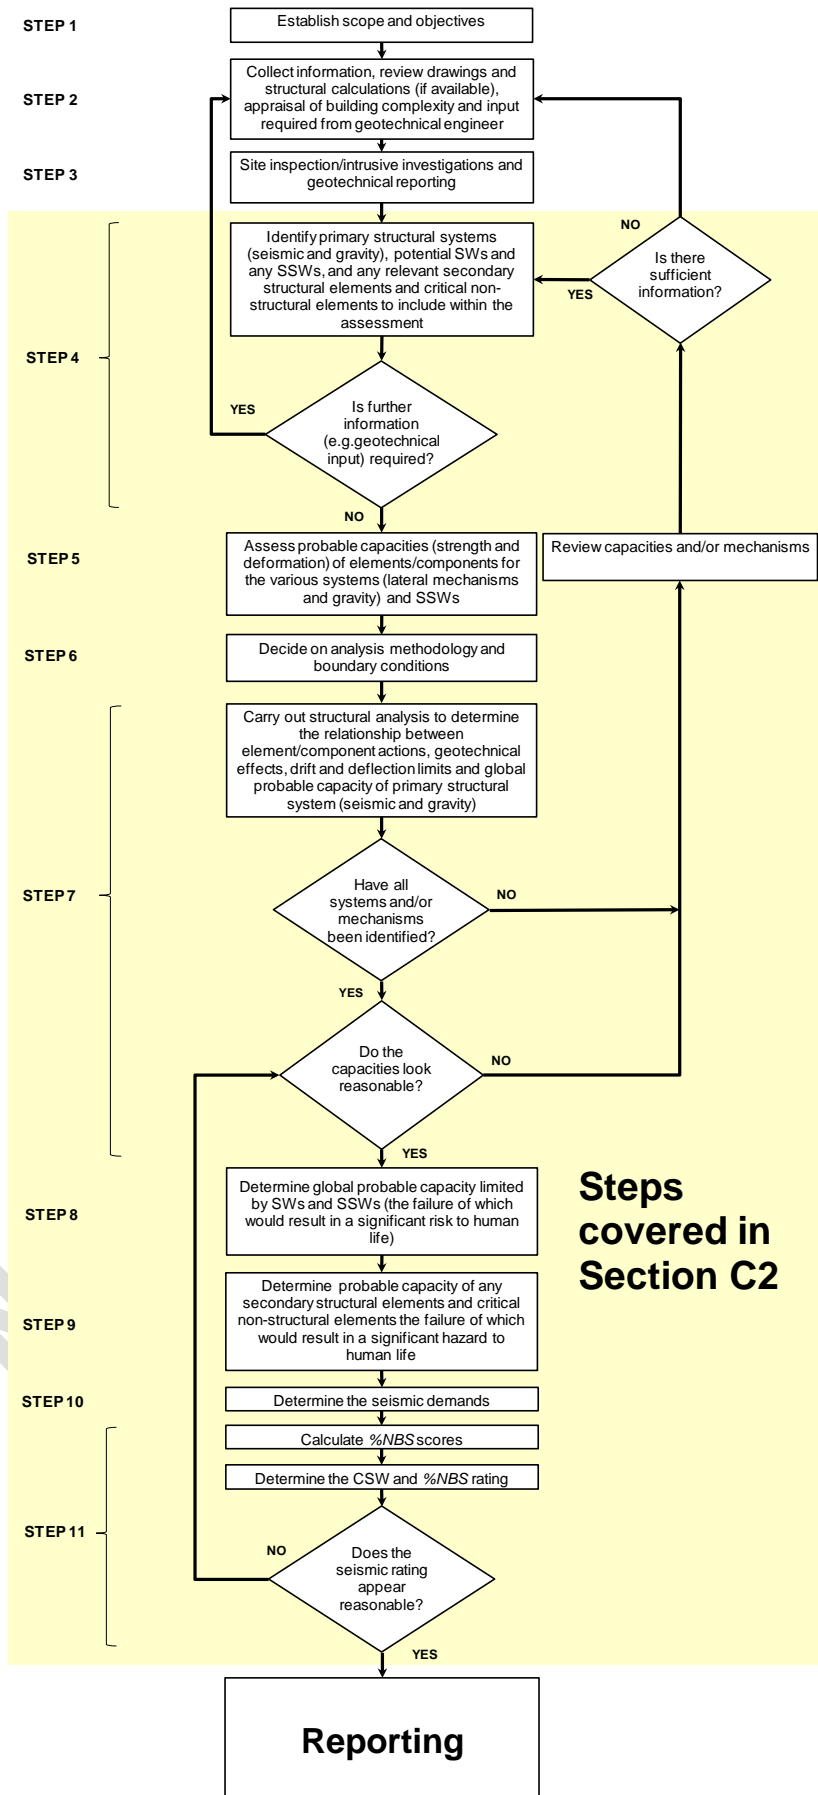 STEP 1
Establish scope and objectives
STEP 2
Collect information, review drawings and
structural calculations (if available),
appraisal of building complexity and input
required from geotechnical engineer
STEP 3
Site inspection/intrusive investigations and
geotechnical reporting
STEP 4
Identify primary structural systems
(seismic and gravity), potential SWs and
any SSWs, and any relevant secondary
structural elements and critical non-
structural elements to include within the
assessment
NO
Is there
sufficient
information?
YES
YES
Is further
information
(e.g.geotechnical
input) required?
NO
STEP 5
Assess probable capacities (strength and
deformation) of elements/components for
the various systems (lateral mechanisms
and gravity) and SSWs
Review capacities and/or mechanisms
STEP 6
Decide on analysis methodology and
boundary conditions
STEP 7
Carry out structural analysis to determine
the relationship between
element/component actions, geotechnical
effects, drift and deflection limits and global
probable capacity of primary structural
system (seismic and gravity)
Have all
systems and/or
mechanisms
been identified?
NO
YES
Do the
capacities look
reasonable?
NO
YES
STEP 8
Determine global probable capacity limited
by SWs and SSWs (the failure of which
would result in a significant risk to human
life)
Steps
covered in
Section C2
STEP 9
Determine probable capacity of any
secondary structural elements and critical
non-structural elements the failure of which
would result in a significant hazard to
human life
STEP 10
Determine the seismic demands
STEP 11
Calculate %NBS scores
Determine the CSW and %NBS rating
NO
Does the
seismic rating
appear
reasonable?
YES
Reporting